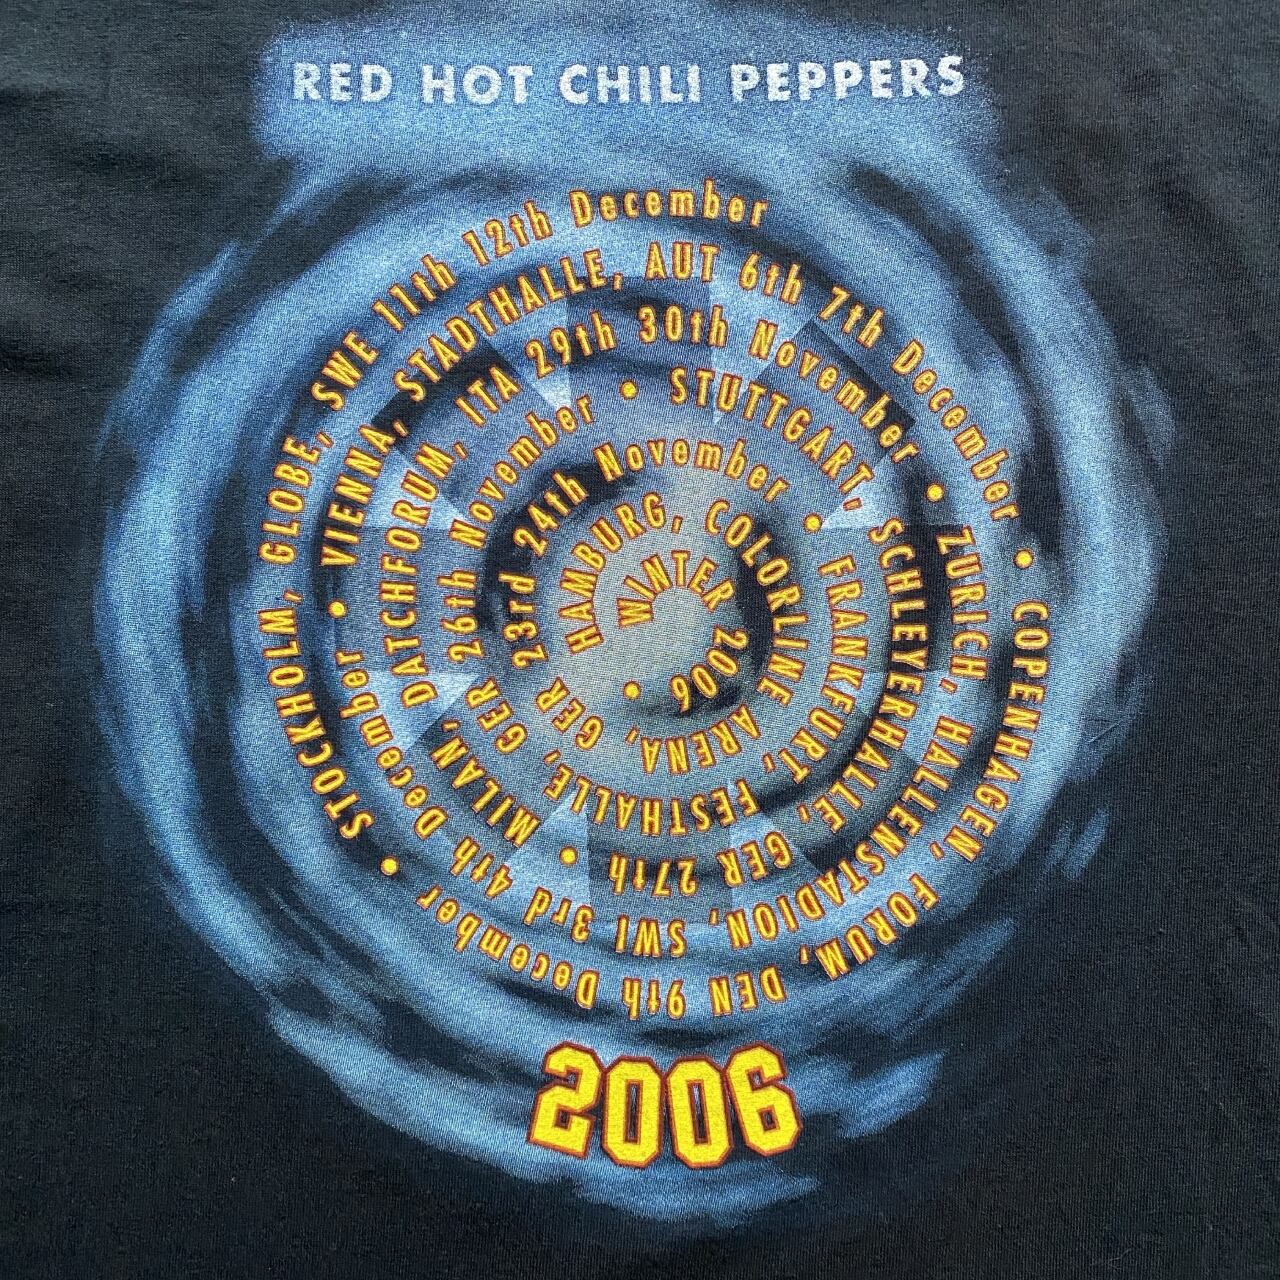 RED HOT CHILI PEPPERS
WINTER 2006 •
HAMBURG, COLORLINE ARENA, GER 23rd 24th November •
FRANKFURT, FESTHALLE, GER 26th November •
STUTTGART, SCHLEYERHALLE, GER 27th •
MILAN, DATCHFORUM, ITA 29th 30th November •
ZURICH, HALLENSTADION, SWI 3rd 4th December •
VIENNA, STADTHALLE, AUT 6th 7th December •
COPENHAGEN, FORUM, DEN 9th December •
STOCKHOLM, GLOBE, SWE 11th 12th December
2006